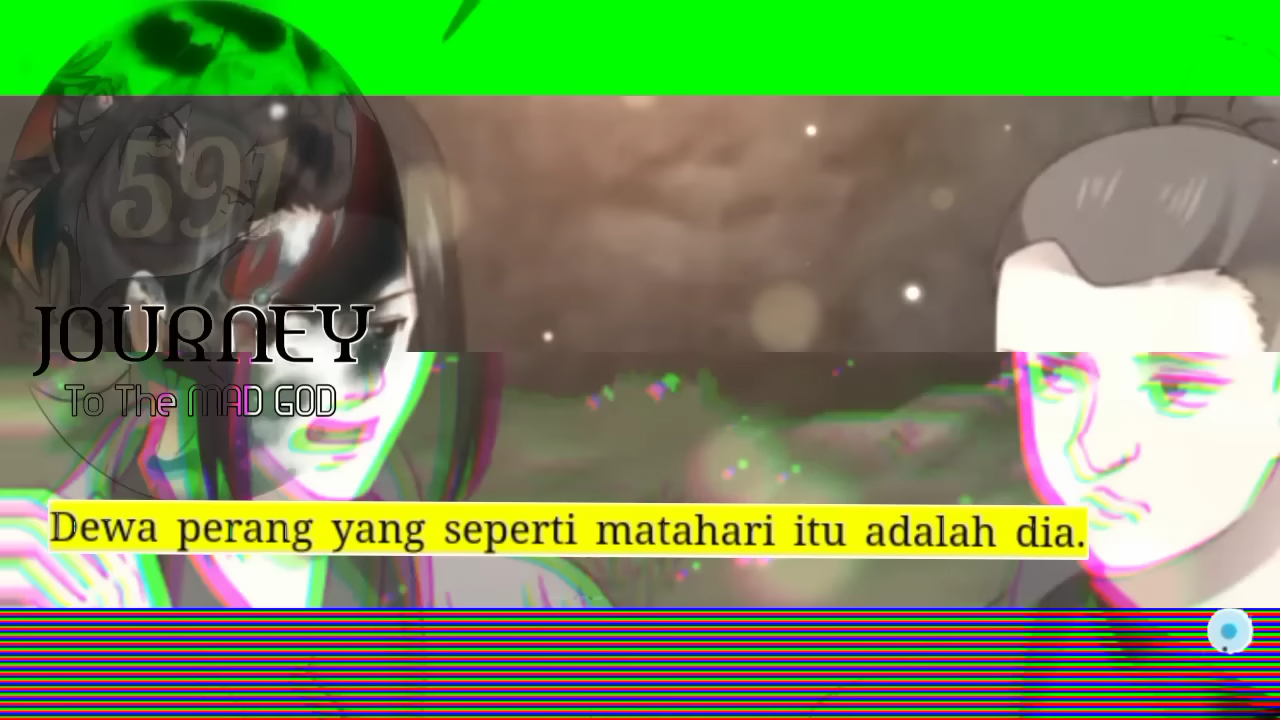 591
JOURNEY
To The MAD GOD
Dewa perang yang seperti matahari itu adalah dia.